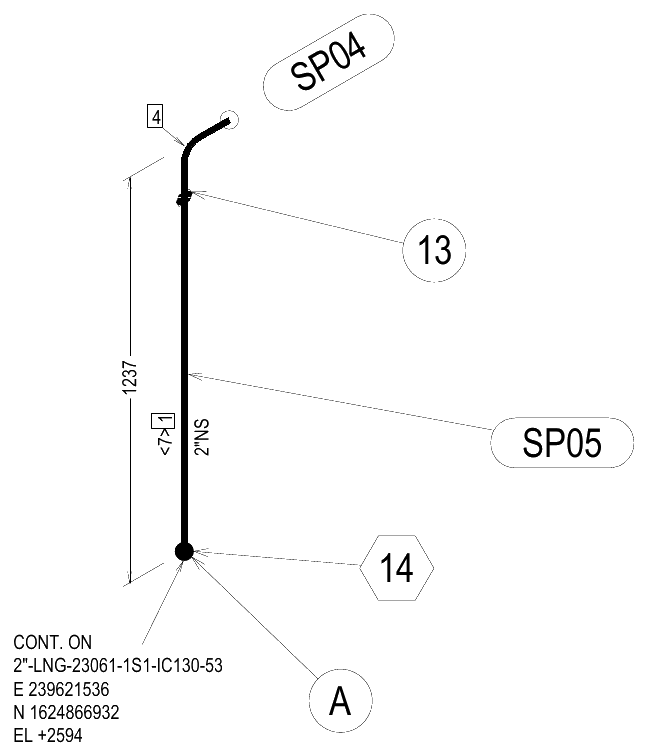 SP04
4
13
1237
<7> 1
2"NS
SP05
14
CONT. ON
2"-LNG-23061-1S1-IC130-53
E 239621536
N 1624866932
EL +2594
A